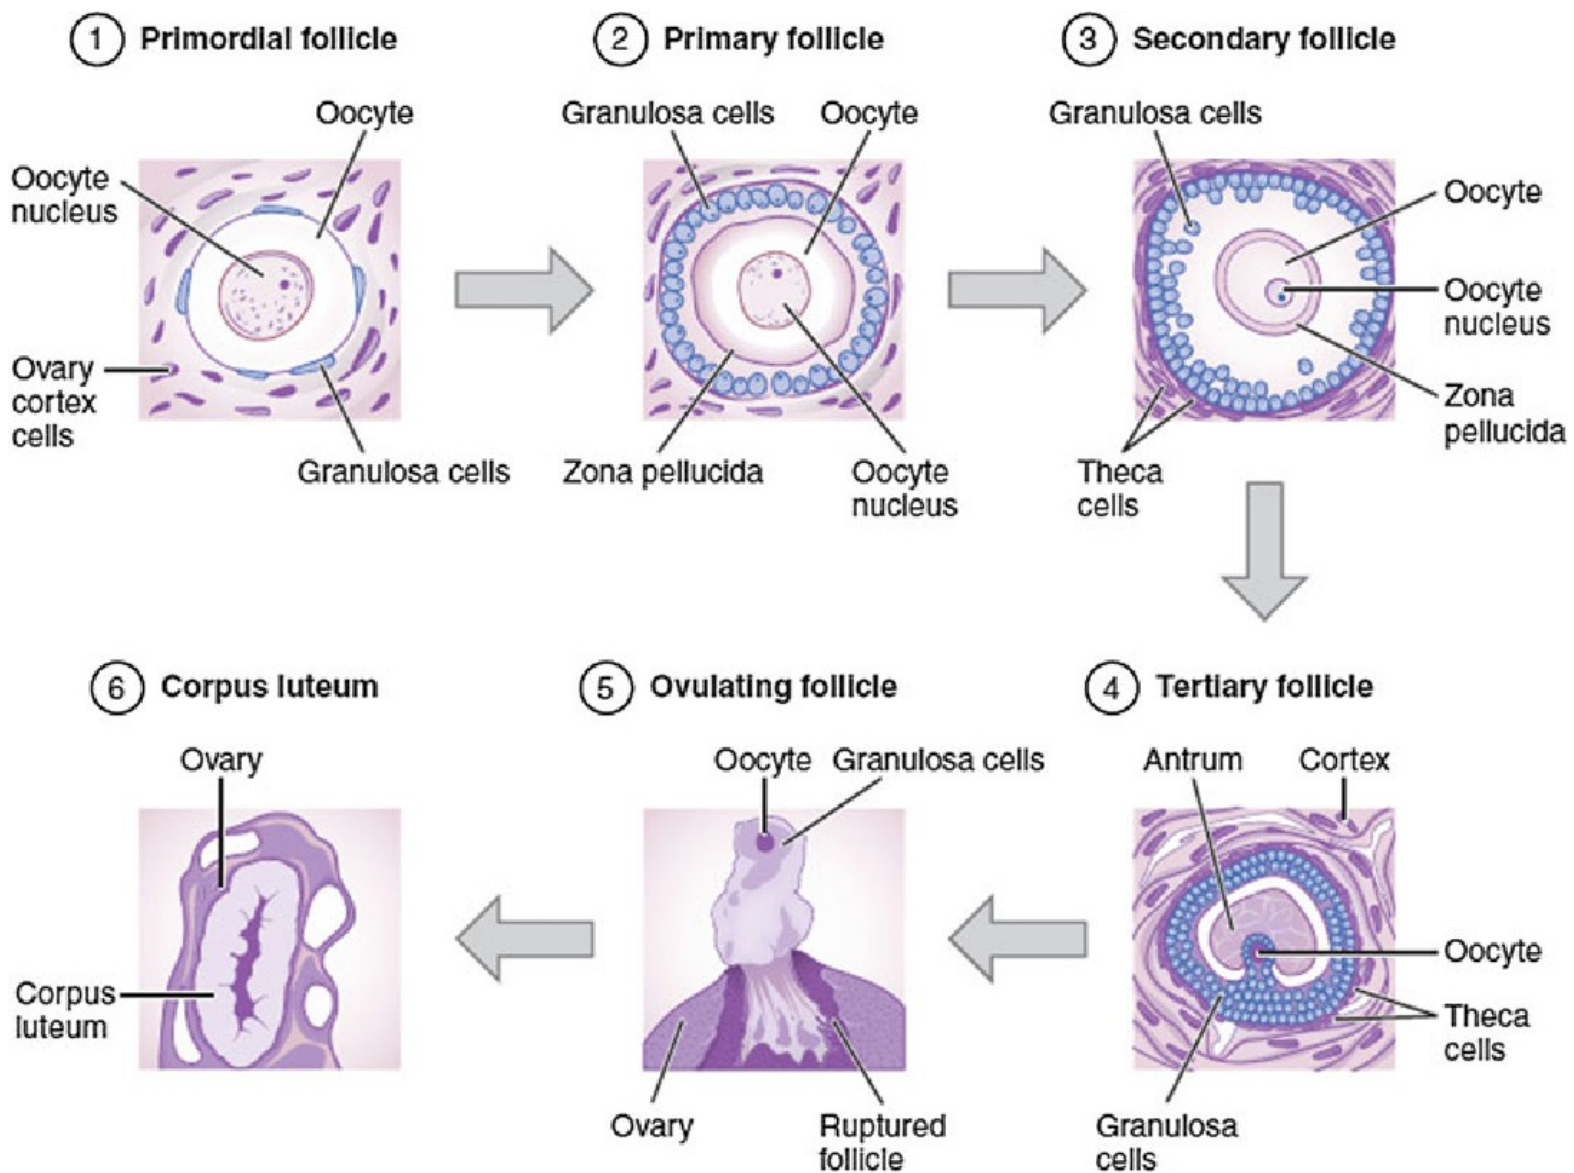 1 Primordial follicle
Oocyte
Oocyte
nucleus
Ovary
cortex
cells
Granulosa cells
2 Primary follicle
Granulosa cells
Oocyte
Zona pellucida
Oocyte
nucleus
3 Secondary follicle
Granulosa cells
Oocyte
Oocyte
nucleus
Zona
pellucida
Theca
cells
4 Tertiary follicle
Antrum
Cortex
Oocyte
Theca
cells
Granulosa
cells
5 Ovulating follicle
Oocyte
Granulosa cells
Ovary
Ruptured
follicle
6 Corpus luteum
Ovary
Corpus
luteum